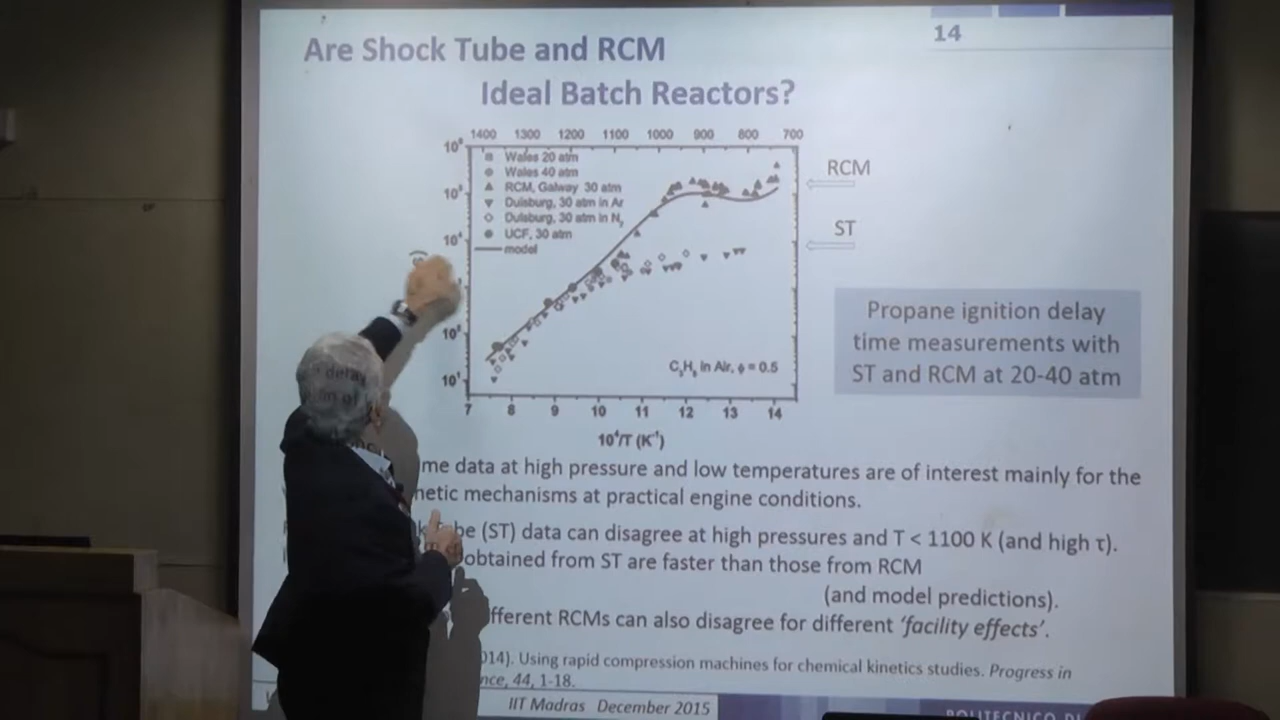 14
Are Shock Tube and RCM
Ideal Batch Reactors?
1400 1300 1200 1100 1000 900 800 700
Wales 20 atm
Wales 40 atm
RCM, Galway 30 atm
Duisburg, 30 atm in Ar
Duisburg, 30 atm in N₂
UCF, 30 atm
model
RCM
ST
10²
10¹
C₃H₈ in Air, ϕ = 0.5
7 8 9 10 11 12 13 14
10⁴/T (K⁻¹)
Propane ignition delay
time measurements with
ST and RCM at 20-40 atm
me data at high pressure and low temperatures are of interest mainly for the
netic mechanisms at practical engine conditions.
be (ST) data can disagree at high pressures and T < 1100 K (and high τ).
obtained from ST are faster than those from RCM
(and model predictions).
fferent RCMs can also disagree for different 'facility effects'.
014). Using rapid compression machines for chemical kinetics studies. Progress in
nce, 44, 1-18.
IIT Madras December 2015
POLITECNICO DI